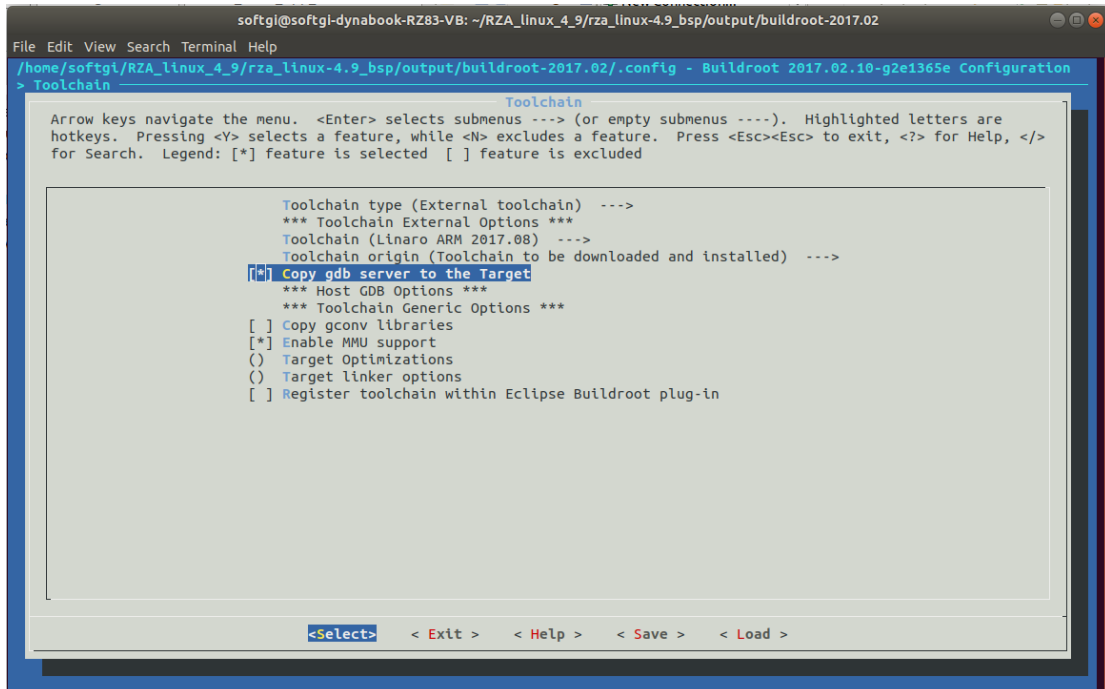 softgi@softgi-dynabook-RZ83-VB: ~/RZA_linux_4_9/rza_linux-4.9_bsp/output/buildroot-2017.02
File Edit View Search Terminal Help
/home/softgi/RZA_linux_4_9/rza_linux-4.9_bsp/output/buildroot-2017.02/.config - Buildroot 2017.02.10-g2e1365e Configuration
> Toolchain
Toolchain
Arrow keys navigate the menu. <Enter> selects submenus ---> (or empty submenus ----). Highlighted letters are
hotkeys. Pressing <Y> selects a feature, while <N> excludes a feature. Press <Esc><Esc> to exit, <?> for Help, </>
for Search. Legend: [*] feature is selected [ ] feature is excluded
Toolchain type (External toolchain) --->
*** Toolchain External Options ***
Toolchain (Linaro ARM 2017.08) --->
Toolchain origin (Toolchain to be downloaded and installed) --->
[*] Copy gdb server to the Target
*** Host GDB Options ***
*** Toolchain Generic Options ***
[ ] Copy gconv libraries
[*] Enable MMU support
() Target Optimizations
() Target linker options
[ ] Register toolchain within Eclipse Buildroot plug-in
<Select> < Exit > < Help > < Save > < Load >